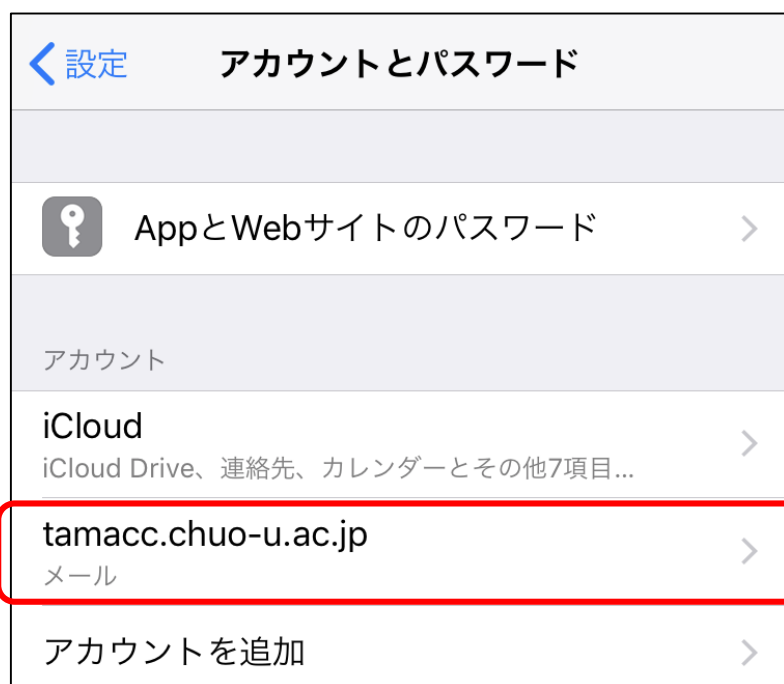 設定 アカウントとパスワード
AppとWebサイトのパスワード
アカウント
iCloud
iCloud Drive、連絡先、カレンダーとその他7項目...
tamacc.chuo-u.ac.jp
メール
アカウントを追加